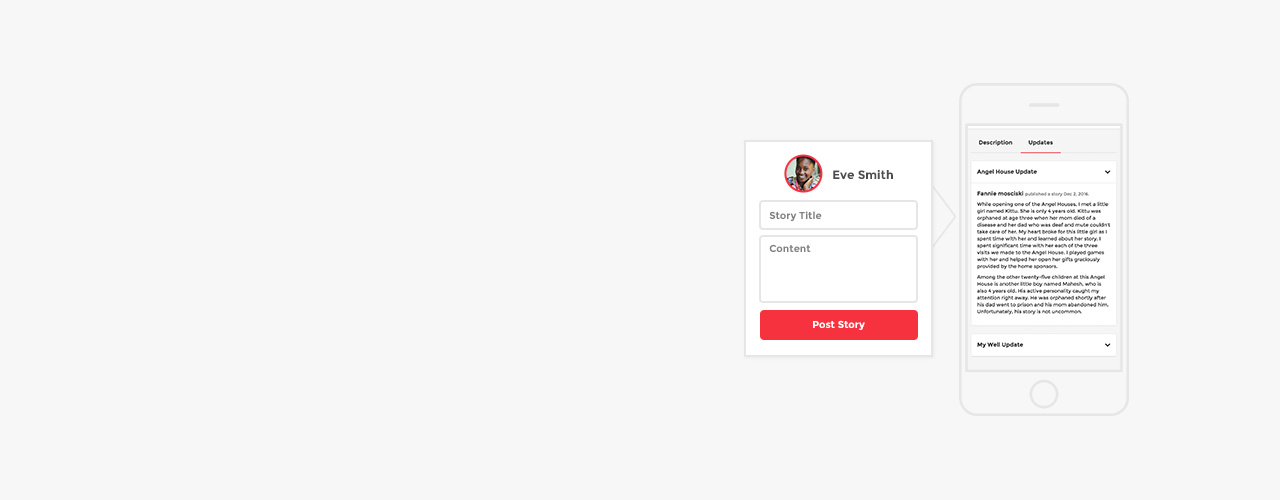 Eve Smith
Story Title
Content
Post Story
Description Updates
Angel House Update
Fannie mosciski published a story Dec 2, 2016.
While opening one of the Angel Houses, I met a little
girl named Kittu. She is only 4 years old. Kittu was
orphaned at age three when her mom died of a
disease and her dad who was deaf and mute couldn't
take care of her. My heart broke for this little girl as I
spent time with her and learned about her story. I
spent significant time with her each of the three
visits we made to the Angel House. I played games
with her and helped her open her gifts graciously
provided by the home sponsors.
Among the other twenty-five children at this Angel
House is another little boy named Mahesh, who is
also 4 years old. His active personality caught my
attention right away. He was orphaned shortly after
his dad went to prison and his mom abandoned him.
Unfortunately, his story is not uncommon.
My Well Update